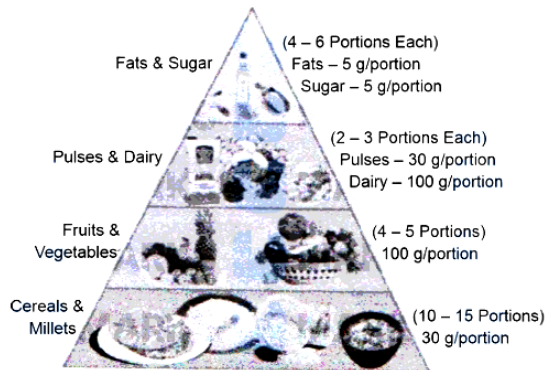 Fats & Sugar
(4 – 6 Portions Each)
Fats – 5 g/portion
Sugar – 5 g/portion
Pulses & Dairy
(2 – 3 Portions Each)
Pulses – 30 g/portion
Dairy – 100 g/portion
Fruits &
Vegetables
(4 – 5 Portions)
100 g/portion
Cereals &
Millets
(10 – 15 Portions)
30 g/portion